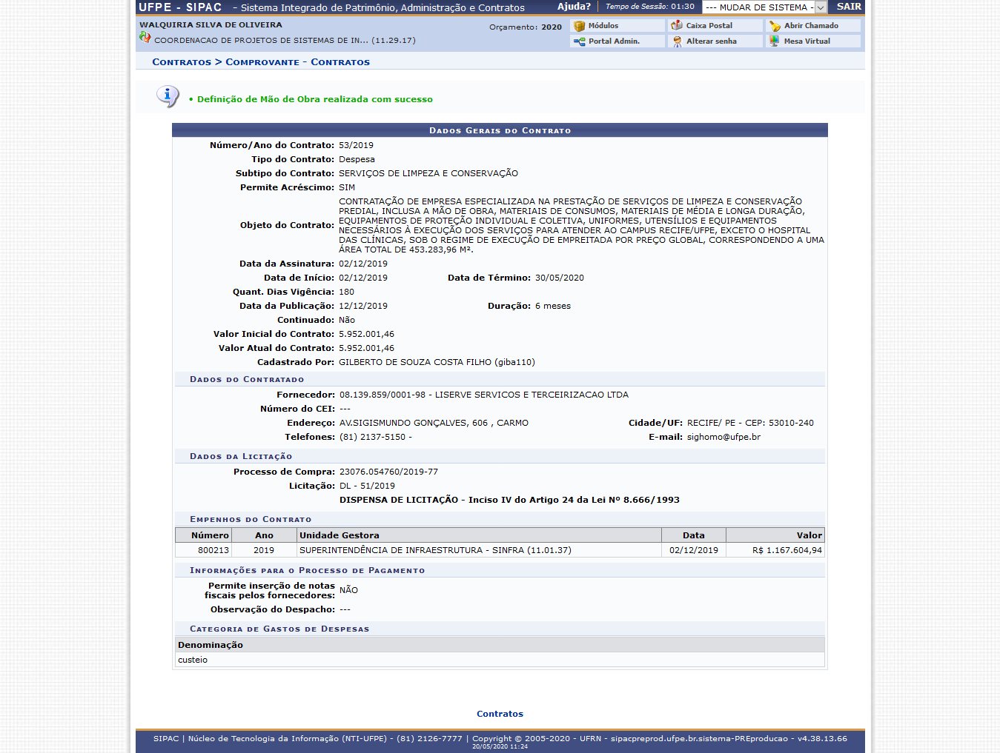 UFPE - SIPAC - Sistema Integrado de Patrimônio, Administração e Contratos Ajuda? Tempo de Sessão: 01:30 --- MUDAR DE SISTEMA - SAIR
WALQUIRIA SILVA DE OLIVEIRA Orçamento: 2020 Módulos Caixa Postal Abrir Chamado
COORDENACAO DE PROJETOS DE SISTEMAS DE IN... (11.29.17) Portal Admin. Alterar senha Mesa Virtual
Contratos > Comprovante - Contratos
• Definição de Mão de Obra realizada com sucesso
Dados Gerais do Contrato
Número/Ano do Contrato: 53/2019
Tipo do Contrato: Despesa
Subtipo do Contrato: SERVIÇOS DE LIMPEZA E CONSERVAÇÃO
Permite Acréscimo: SIM
Objeto do Contrato: CONTRATAÇÃO DE EMPRESA ESPECIALIZADA NA PRESTAÇÃO DE SERVIÇOS DE LIMPEZA E CONSERVAÇÃO
PREDIAL, INCLUSA A MÃO DE OBRA, MATERIAIS DE CONSUMOS, MATERIAIS DE MÉDIA E LONGA DURAÇÃO,
EQUIPAMENTOS DE PROTEÇÃO INDIVIDUAL E COLETIVA, UNIFORMES, UTENSÍLIOS E EQUIPAMENTOS
NECESSÁRIOS À EXECUÇÃO DOS SERVIÇOS PARA ATENDER AO CAMPUS RECIFE/UFPE, EXCETO O HOSPITAL
DAS CLÍNICAS, SOB O REGIME DE EXECUÇÃO DE EMPREITADA POR PREÇO GLOBAL, CORRESPONDENDO A UMA
ÁREA TOTAL DE 453.283,96 M².
Data da Assinatura: 02/12/2019
Data de Início: 02/12/2019 Data de Término: 30/05/2020
Quant. Dias Vigência: 180
Data da Publicação: 12/12/2019 Duração: 6 meses
Continuado: Não
Valor Inicial do Contrato: 5.952.001,46
Valor Atual do Contrato: 5.952.001,46
Cadastrado Por: GILBERTO DE SOUZA COSTA FILHO (giba110)
Dados do Contratado
Fornecedor: 08.139.859/0001-98 - LISERVE SERVICOS E TERCEIRIZACAO LTDA
Número do CEI: ---
Endereço: AV.SIGISMUNDO GONÇALVES, 606 , CARMO Cidade/UF: RECIFE/ PE - CEP: 53010-240
Telefones: (81) 2137-5150 - E-mail: sighomo@ufpe.br
Dados da Licitação
Processo de Compra: 23076.054760/2019-77
Licitação: DL - 51/2019
DISPENSA DE LICITAÇÃO - Inciso IV do Artigo 24 da Lei Nº 8.666/1993
Empenhos do Contrato
Número Ano Unidade Gestora Data Valor
800213 2019 SUPERINTENDÊNCIA DE INFRAESTRUTURA - SINFRA (11.01.37) 02/12/2019 R$ 1.167.604,94
Informações para o Processo de Pagamento
Permite inserção de notas
fiscais pelos fornecedores: NÃO
Observação do Despacho: ---
Categoria de Gastos de Despesas
Denominação
custeio
Contratos
SIPAC | Núcleo de Tecnologia da Informação (NTI-UFPE) - (81) 2126-7777 | Copyright © 2005-2020 - UFRN - sipacpreprod.ufpe.br.sistema-PREproducao - v4.38.13.66
20/05/2020 11:24